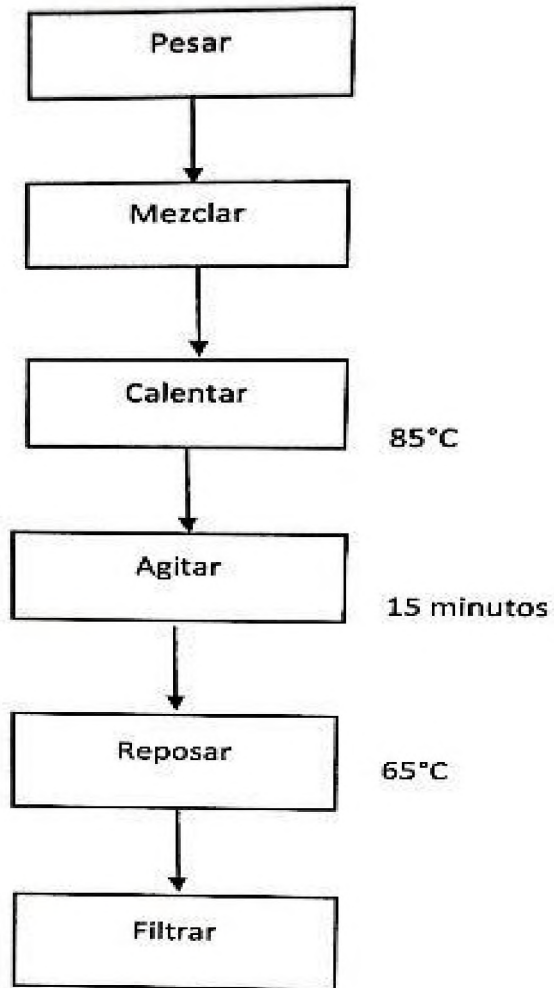 Pesar
Mezclar
Calentar
85°C
Agitar
15 minutos
Reposar
65°C
Filtrar